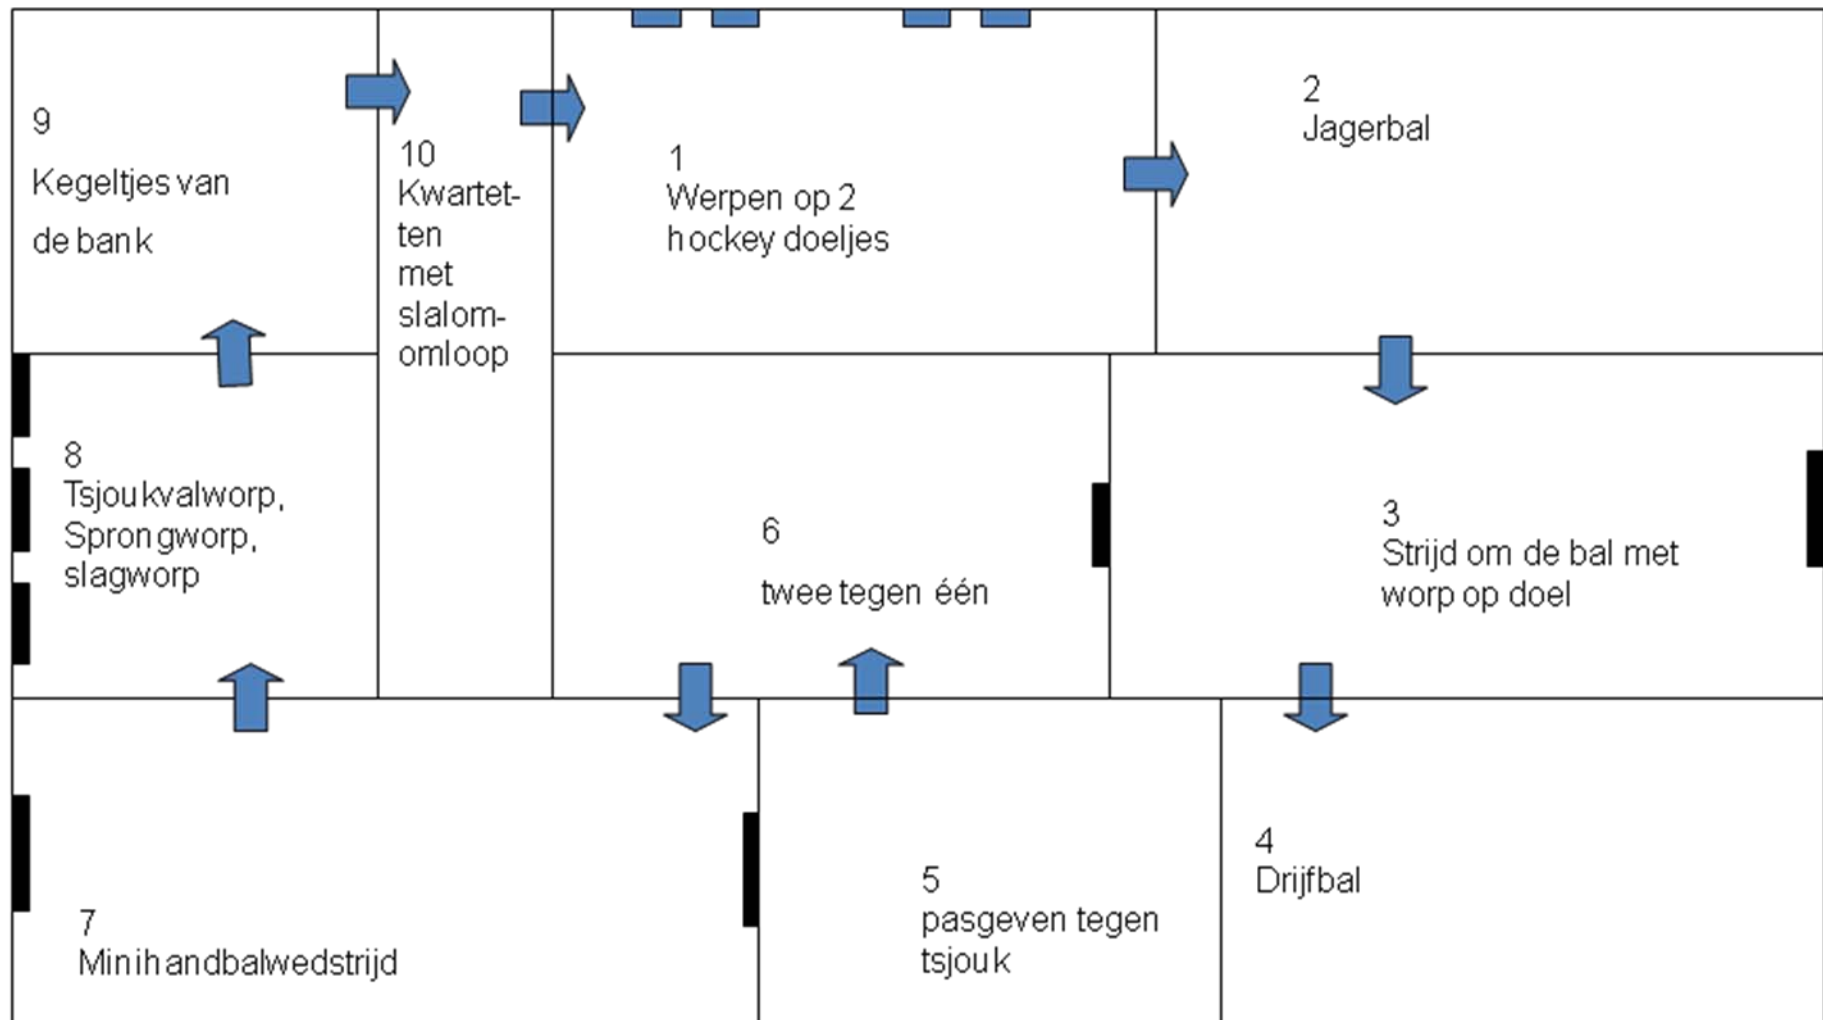 9
Kegeltjes van
de bank
10
Kwartet-
ten
met
slalom-
omloop
1
Werpen op 2
hockey doeltjes
2
Jagerbal
8
Tsjoukvalworp,
Sprongworp,
slagworp
6
twee tegen één
3
Strijd om de bal met
worp op doel
7
Minihandbalwedstrijd
5
pasgeven tegen
tsjouk
4
Drijfbal